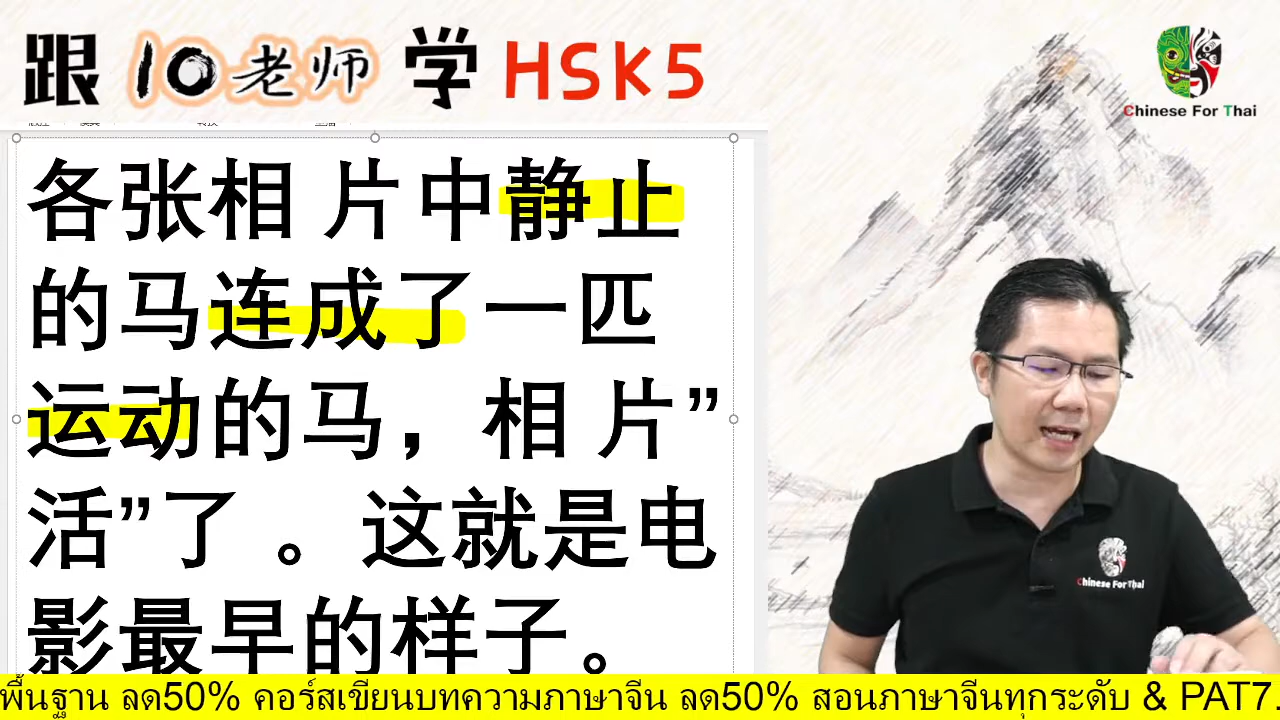 跟10老师学HSK5
Chinese For Thai
各张相 片中静止
的马连成了一匹
运动的马，相 片”
活”了 。这就是电
影最早的样子。
Chinese For Thai
พื้นฐาน ลด50% คอร์สเขียนบทความภาษาจีน ลด50% สอนภาษาจีนทุกระดับ & PAT7.